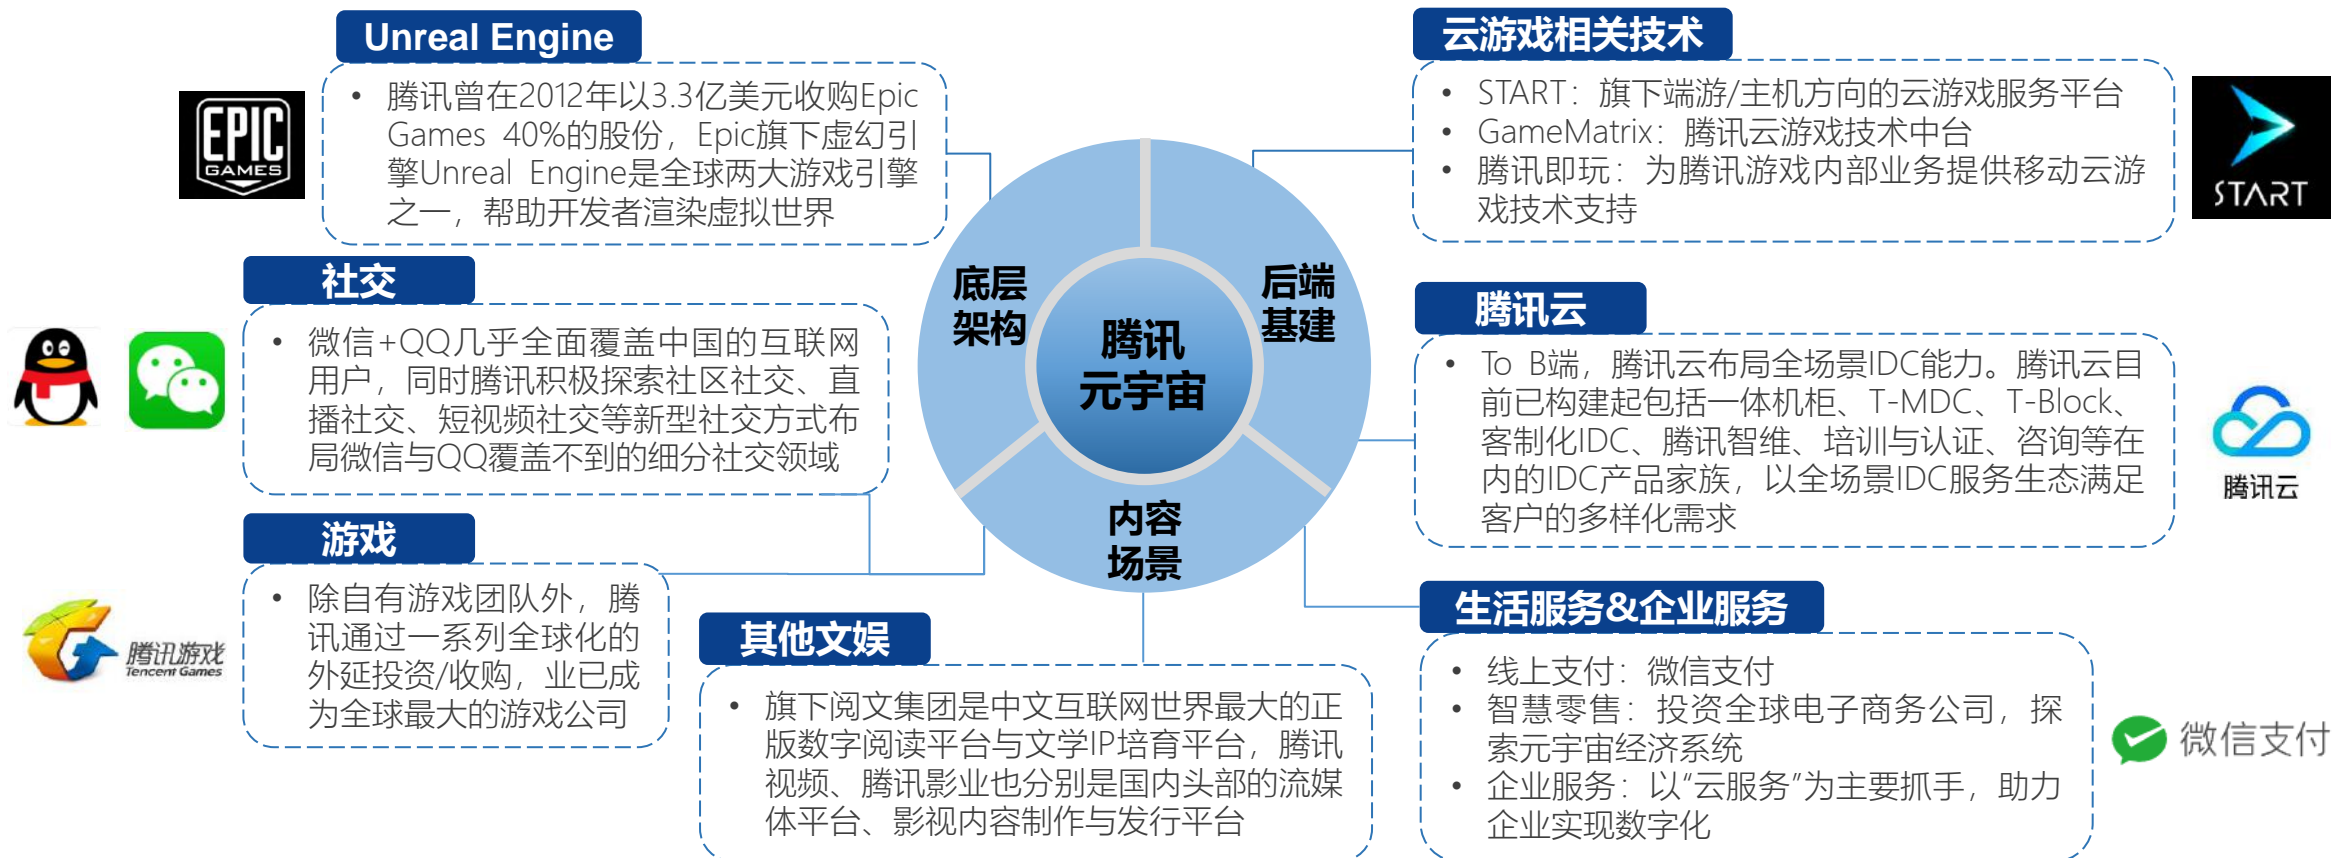 Unreal Engine
EPIC
GAMES
• 腾讯曾在2012年以3.3亿美元收购Epic
Games 40%的股份，Epic旗下虚幻引
擎Unreal Engine是全球两大游戏引擎
之一，帮助开发者渲染虚拟世界
社交
• 微信+QQ几乎全面覆盖中国的互联网
用户，同时腾讯积极探索社区社交、直
播社交、短视频社交等新型社交方式布
局微信与QQ覆盖不到的细分社交领域
游戏
腾讯游戏
Tencent Games
• 除自有游戏团队外，腾
讯通过一系列全球化的
外延投资/收购，业已成
为全球最大的游戏公司
底层
架构
后端
基建
腾讯
元宇宙
内容
场景
其他文娱
• 旗下阅文集团是中文互联网世界最大的正
版数字阅读平台与文学IP培育平台，腾讯
视频、腾讯影业也分别是国内头部的流媒
体平台、影视内容制作与发行平台
云游戏相关技术
• START：旗下端游/主机方向的云游戏服务平台
• GameMatrix：腾讯云游戏技术中台
• 腾讯即玩：为腾讯游戏内部业务提供移动云游
戏技术支持
START
腾讯云
• To B端，腾讯云布局全场景IDC能力。腾讯云目
前已构建起包括一体机柜、T-MDC、T-Block、
客制化IDC、腾讯智维、培训与认证、咨询等在
内的IDC产品家族，以全场景IDC服务生态满足
客户的多样化需求
腾讯云
生活服务&企业服务
• 线上支付：微信支付
• 智慧零售：投资全球电子商务公司，探
索元宇宙经济系统
• 企业服务：以“云服务”为主要抓手，助力
企业实现数字化
微信支付